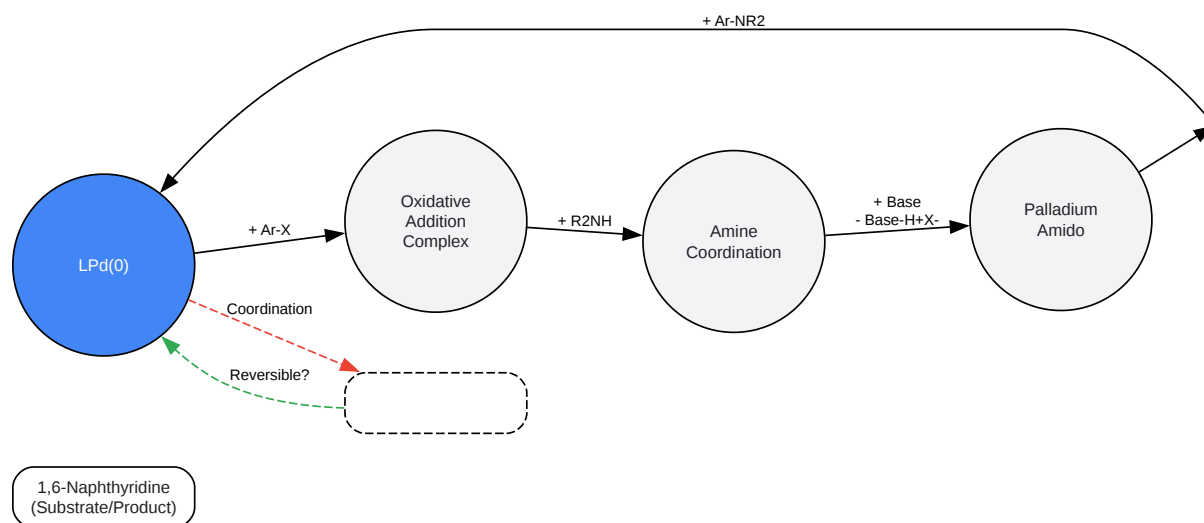 + Ar-NR2
LPd(0)
+ Ar-X
Oxidative
Addition
Complex
+ R2NH
Amine
Coordination
+ Base
- Base-H+X-
Palladium
Amido
Coordination
Reversible?
1,6-Naphthyridine
(Substrate/Product)